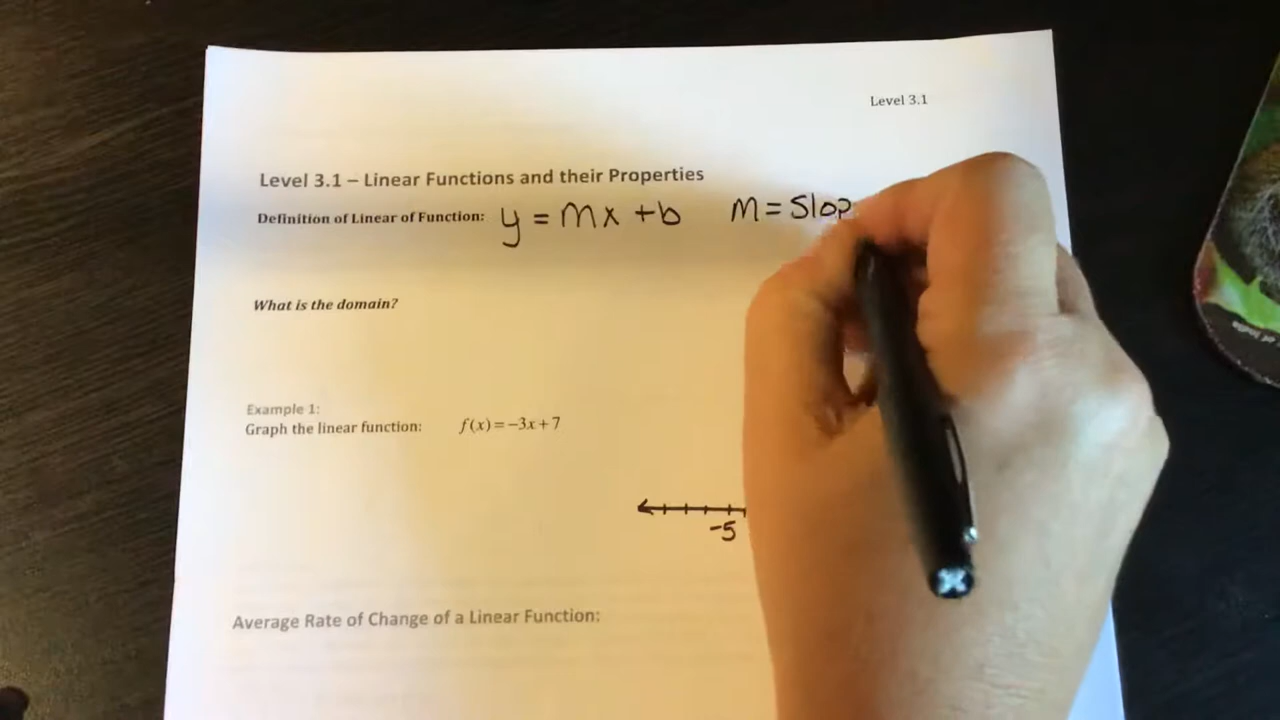 Level 3.1
Level 3.1 – Linear Functions and their Properties
Definition of Linear of Function: y = mx + b m = Slop
What is the domain?
Example 1:
Graph the linear function: f(x) = −3x + 7
-5
Average Rate of Change of a Linear Function: